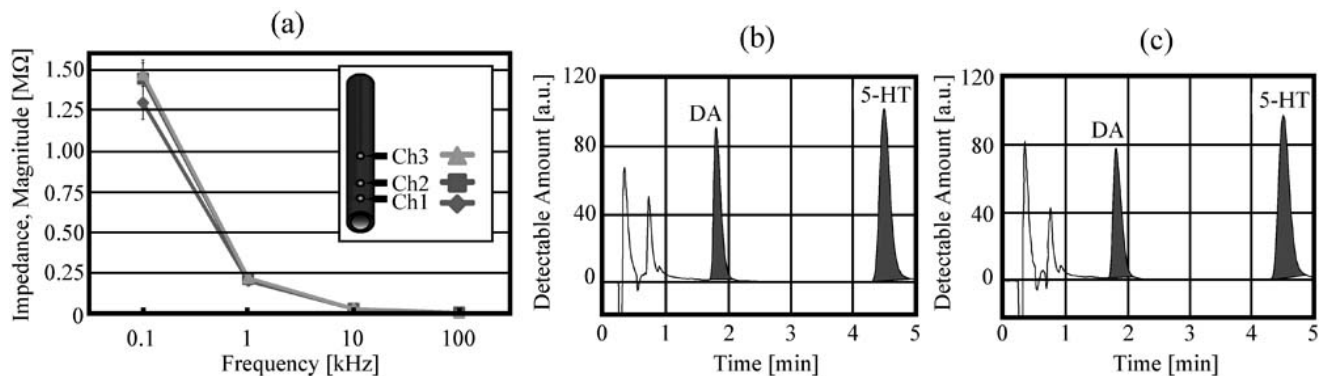 (a)
Impedance, Magnitude [MΩ]
1.50
1.25
1.00
0.75
0.50
0.25
0
0.1
1
10
100
Frequency [kHz]
Ch3
Ch2
Ch1
(b)
Detectable Amount [a.u.]
120
80
40
0
DA
5-HT
0
1
2
3
4
5
Time [min]
(c)
Detectable Amount [a.u.]
120
80
40
0
DA
5-HT
0
1
2
3
4
5
Time [min]